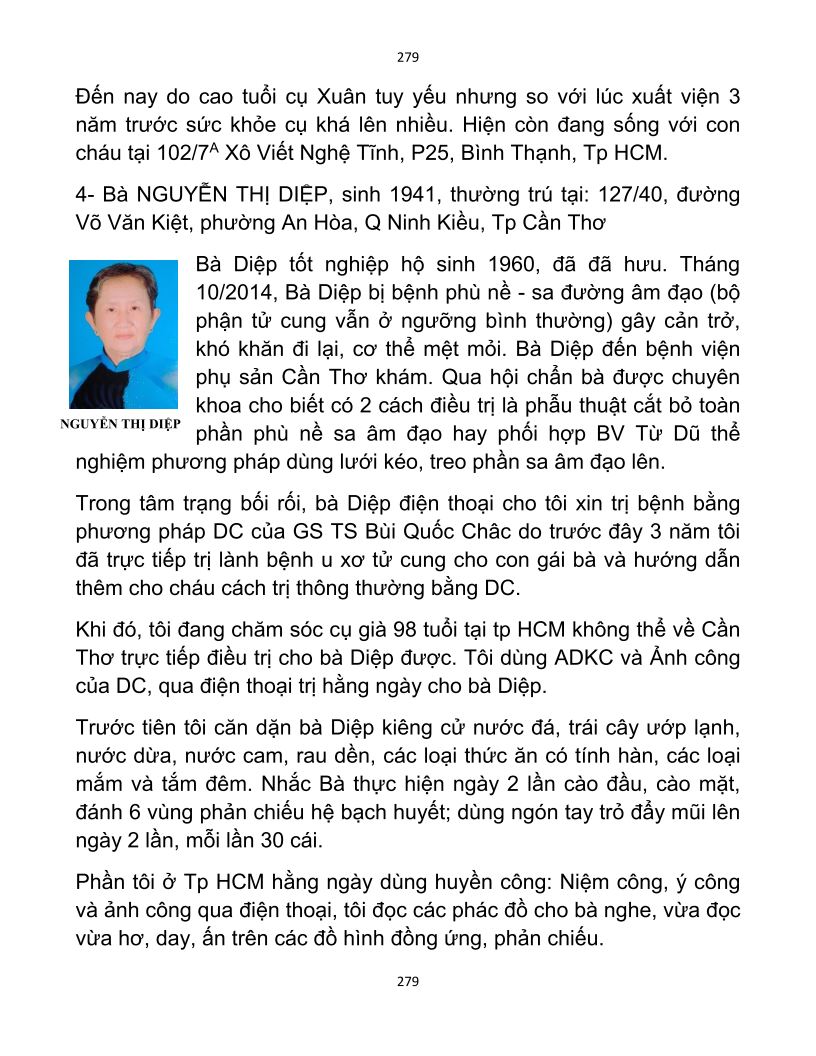 279
Đến nay do cao tuổi cụ Xuân tuy yếu nhưng so với lúc xuất viện 3
năm trước sức khỏe cụ khá lên nhiều. Hiện còn đang sống với con
cháu tại 102/7ᴬ Xô Viết Nghệ Tĩnh, P25, Bình Thạnh, Tp HCM.
4- Bà NGUYỄN THỊ DIỆP, sinh 1941, thường trú tại: 127/40, đường
Võ Văn Kiệt, phường An Hòa, Q Ninh Kiều, Tp Cần Thơ
Bà Diệp tốt nghiệp hộ sinh 1960, đã đã hưu. Tháng
10/2014, Bà Diệp bị bệnh phù nề - sa đường âm đạo (bộ
phận tử cung vẫn ở ngưỡng bình thường) gây cản trở,
khó khăn đi lại, cơ thể mệt mỏi. Bà Diệp đến bệnh viện
phụ sản Cần Thơ khám. Qua hội chẩn bà được chuyên
khoa cho biết có 2 cách điều trị là phẫu thuật cắt bỏ toàn
phần phù nề sa âm đạo hay phối hợp BV Từ Dũ thể
nghiệm phương pháp dùng lưới kéo, treo phần sa âm đạo lên.
NGUYỄN THỊ DIỆP
Trong tâm trạng bối rối, bà Diệp điện thoại cho tôi xin trị bệnh bằng
phương pháp DC của GS TS Bùi Quốc Châc do trước đây 3 năm tôi
đã trực tiếp trị lành bệnh u xơ tử cung cho con gái bà và hướng dẫn
thêm cho cháu cách trị thông thường bằng DC.
Khi đó, tôi đang chăm sóc cụ già 98 tuổi tại tp HCM không thể về Cần
Thơ trực tiếp điều trị cho bà Diệp được. Tôi dùng ADKC và Ảnh công
của DC, qua điện thoại trị hằng ngày cho bà Diệp.
Trước tiên tôi căn dặn bà Diệp kiêng cử nước đá, trái cây ướp lạnh,
nước dừa, nước cam, rau dền, các loại thức ăn có tính hàn, các loại
mắm và tắm đêm. Nhắc Bà thực hiện ngày 2 lần cào đầu, cào mặt,
đánh 6 vùng phản chiếu hệ bạch huyết; dùng ngón tay trỏ đẩy mũi lên
ngày 2 lần, mỗi lần 30 cái.
Phần tôi ở Tp HCM hằng ngày dùng huyền công: Niệm công, ý công
và ảnh công qua điện thoại, tôi đọc các phác đồ cho bà nghe, vừa đọc
vừa hơ, day, ấn trên các đồ hình đồng ứng, phản chiếu.
279